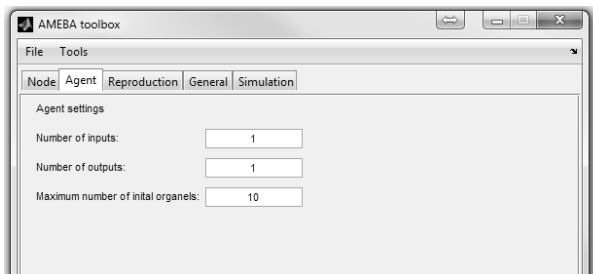 AMEBA toolbox
File Tools
Node Agent Reproduction General Simulation
Agent settings
Number of inputs: 1
Number of outputs: 1
Maximum number of inital organels: 10